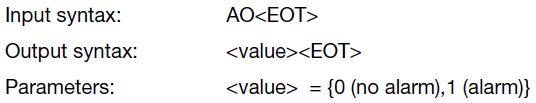 Input syntax: AO<EOT>
Output syntax: <value><EOT>
Parameters: <value> = {0 (no alarm),1 (alarm)}